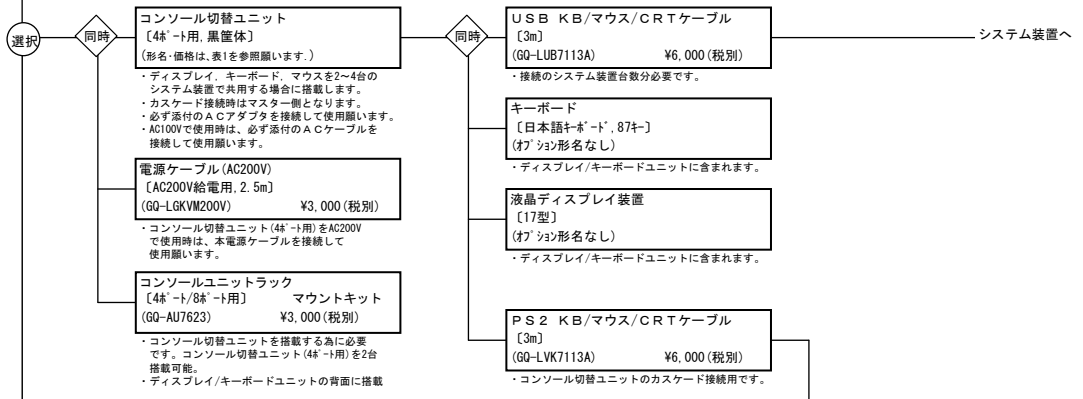 選択
同時
コンソール切替ユニット
〔4ﾎﾟｰﾄ用,黒筐体〕
(形名・価格は、表1を参照願います.)
・ディスプレイ, キーボード, マウスを2～4台の
システム装置で共用する場合に搭載します。
・カスケード接続時はマスター側となります。
・必ず添付のＡＣアダプタを接続して使用願います。
・AC100Vで使用時は、必ず添付のＡＣケーブルを
接続して使用願います。
電源ケーブル(AC200V)
〔AC200V給電用,2.5m〕
(GQ-LGKVM200V) ¥3,000(税別)
・コンソール切替ユニット(4ﾎﾟｰﾄ用)をAC200V
で使用時は、本電源ケーブルを接続して
使用願います。
コンソールユニットラック
〔4ﾎﾟｰﾄ/8ﾎﾟｰﾄ用〕 マウントキット
(GQ-AU7623) ¥3,000(税別)
・コンソール切替ユニットを搭載する為に必要
です。コンソール切替ユニット(4ﾎﾟｰﾄ用)を2台
搭載可能。
・ディスプレイ/キーボードユニットの背面に搭載
同時
ＵＳＢ ＫＢ/マウス/ＣＲＴケーブル
〔3m〕
(GQ-LUB7113A) ¥6,000(税別)
・接続のシステム装置台数分必要です。
キーボード
〔日本語ｷｰﾎﾞｰﾄﾞ,87ｷｰ〕
(ｵﾌﾟｼｮﾝ形名なし)
・ディスプレイ/キーボードユニットに含まれます。
液晶ディスプレイ装置
〔17型〕
(ｵﾌﾟｼｮﾝ形名なし)
・ディスプレイ/キーボードユニットに含まれます。
ＰＳ２ ＫＢ/マウス/ＣＲＴケーブル
〔3m〕
(GQ-LVK7113A) ¥6,000(税別)
・コンソール切替ユニットのカスケード接続用です。
システム装置へ